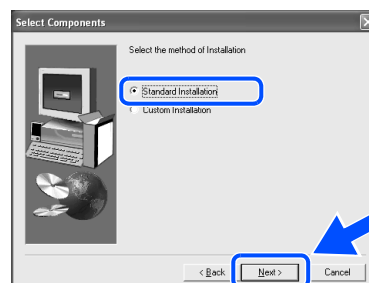 Select Components
Select the method of Installation
Standard Installation
Custom Installation
< Back
Next >
Cancel